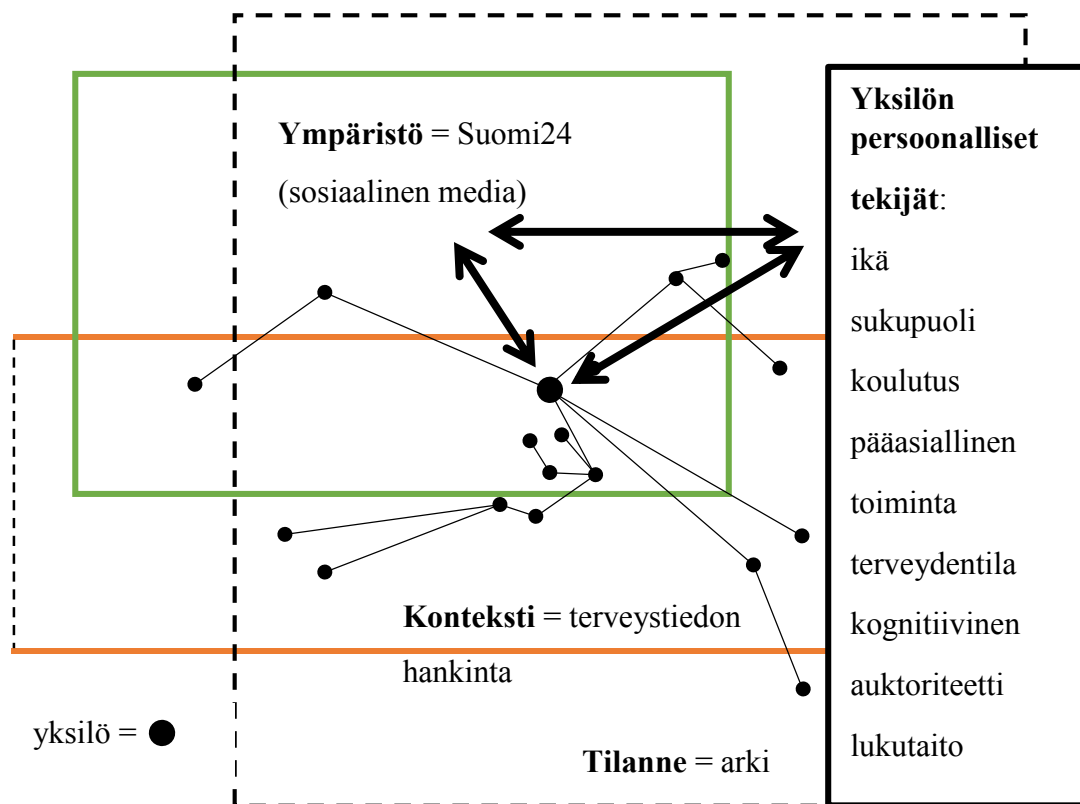 Ympäristö = Suomi24
(sosiaalinen media)
Yksilön
persoonalliset
tekijät:
ikä
sukupuoli
koulutus
pääasiallinen
toiminta
terveydentila
kognitiivinen
auktoriteetti
lukutaito
Konteksti = terveystiedon
hankinta
yksilö =
Tilanne = arki